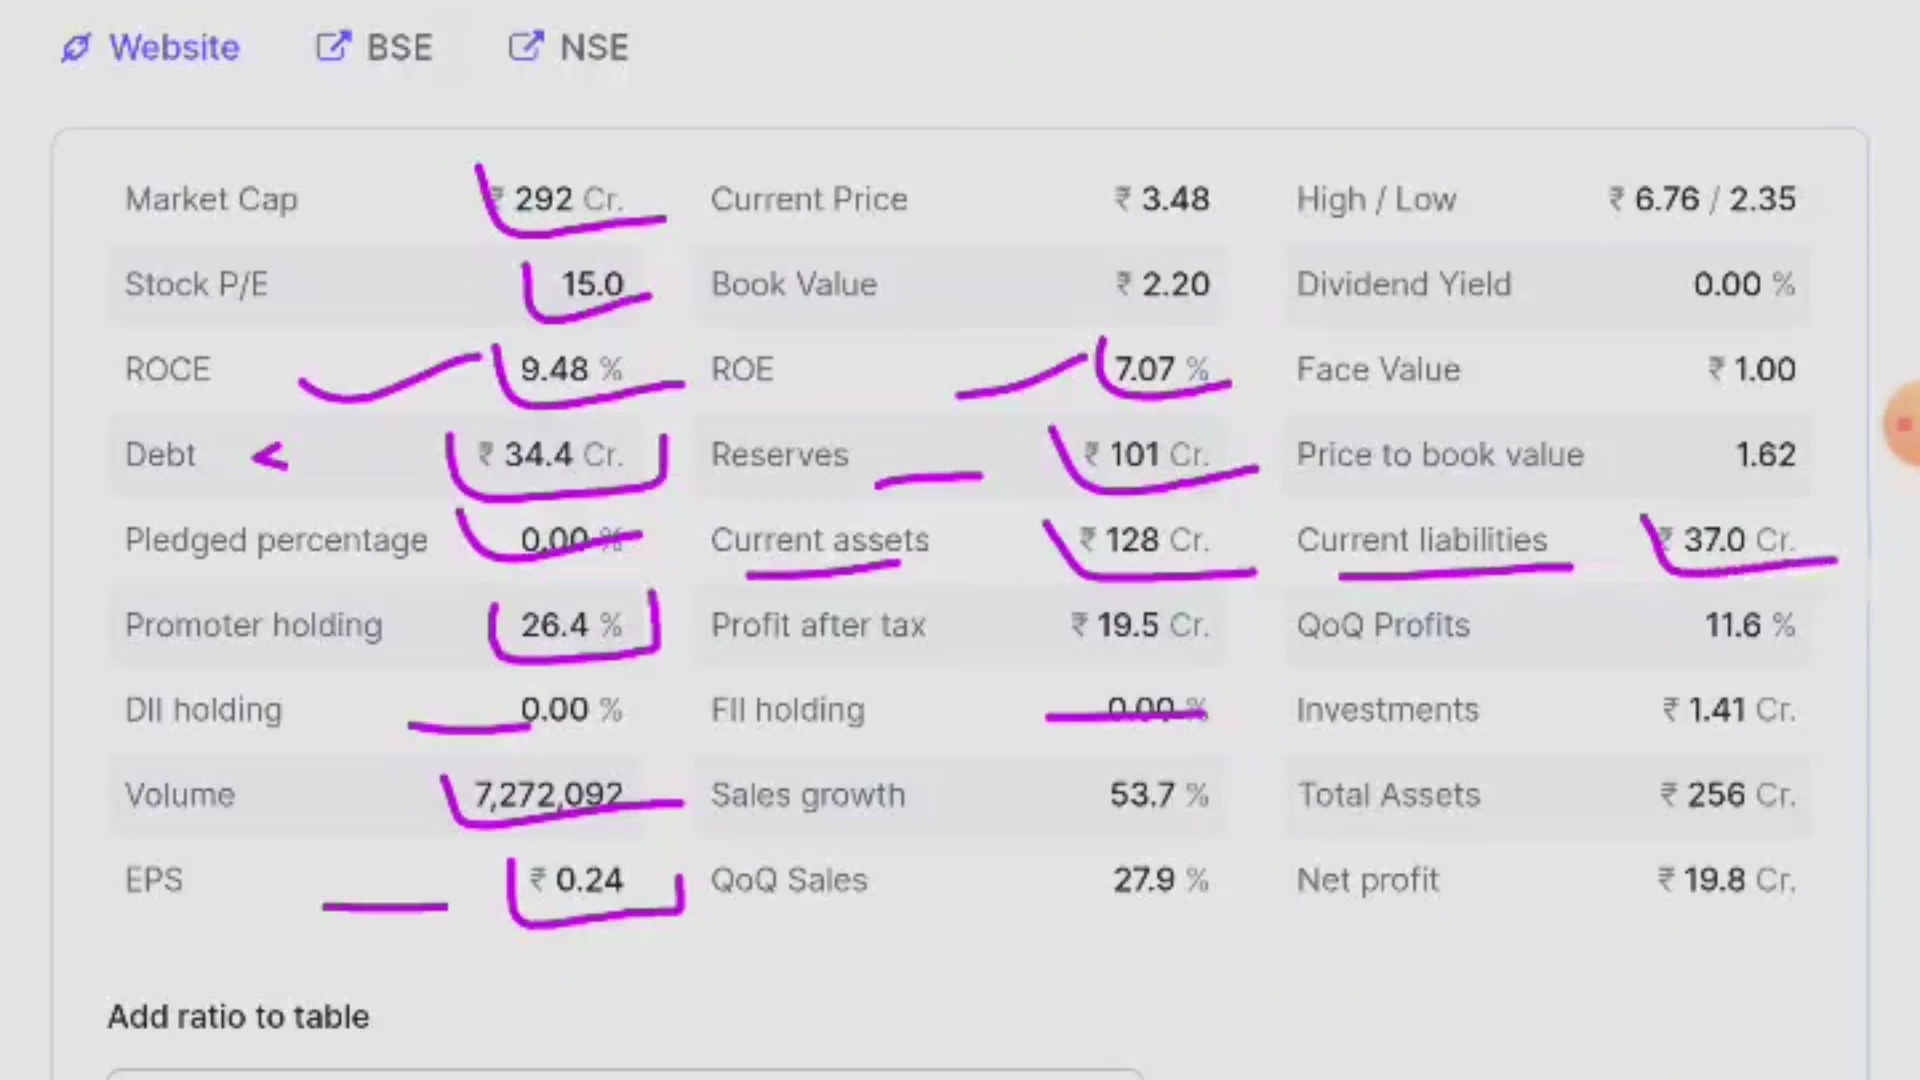 Website BSE NSE
Market Cap ₹ 292 Cr. Current Price ₹ 3.48 High / Low ₹ 6.76 / 2.35
Stock P/E 15.0 Book Value ₹ 2.20 Dividend Yield 0.00 %
ROCE 9.48 % ROE 7.07 % Face Value ₹ 1.00
Debt ₹ 34.4 Cr. Reserves ₹ 101 Cr. Price to book value 1.62
Pledged percentage 0.00 % Current assets ₹ 128 Cr. Current liabilities ₹ 37.0 Cr.
Promoter holding 26.4 % Profit after tax ₹ 19.5 Cr. QoQ Profits 11.6 %
DII holding 0.00 % FII holding 0.00 % Investments ₹ 1.41 Cr.
Volume 7,272,092 Sales growth 53.7 % Total Assets ₹ 256 Cr.
EPS ₹ 0.24 QoQ Sales 27.9 % Net profit ₹ 19.8 Cr.
Add ratio to table